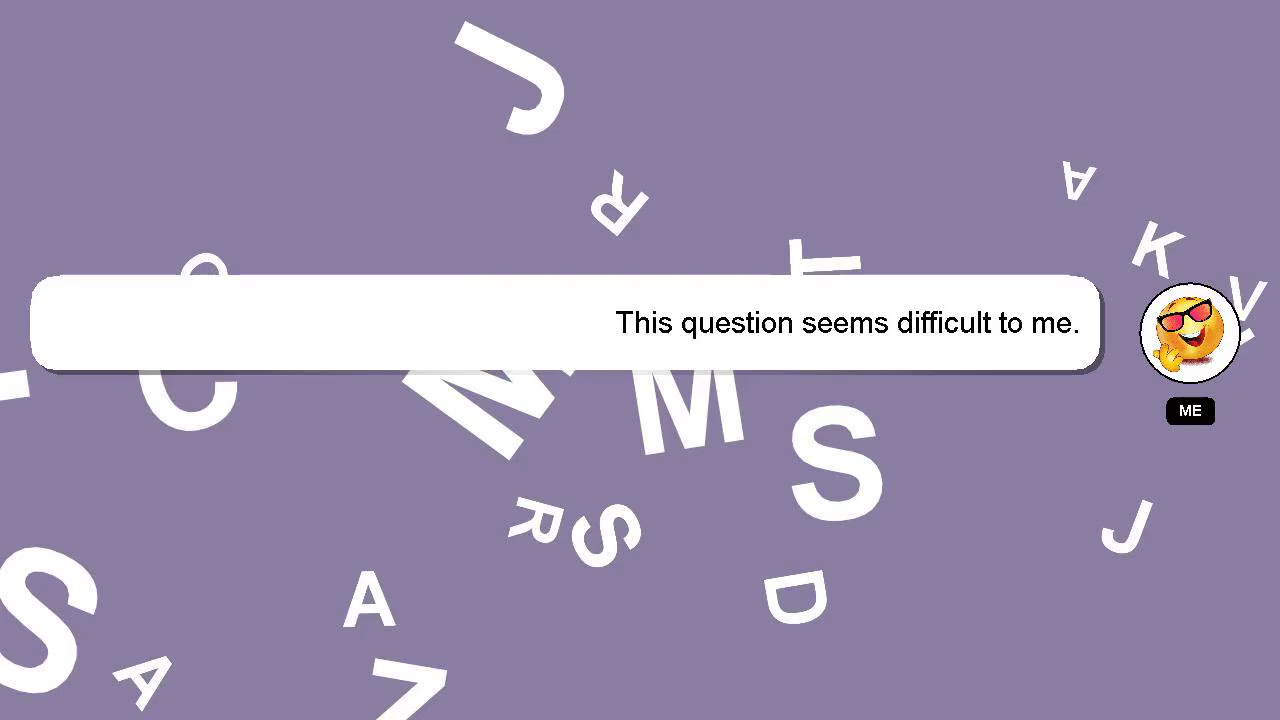 J
R
A
K
T
V
C
This question seems difficult to me.
ME
C
N
M
S
R
S
J
D
A
S
A
Z